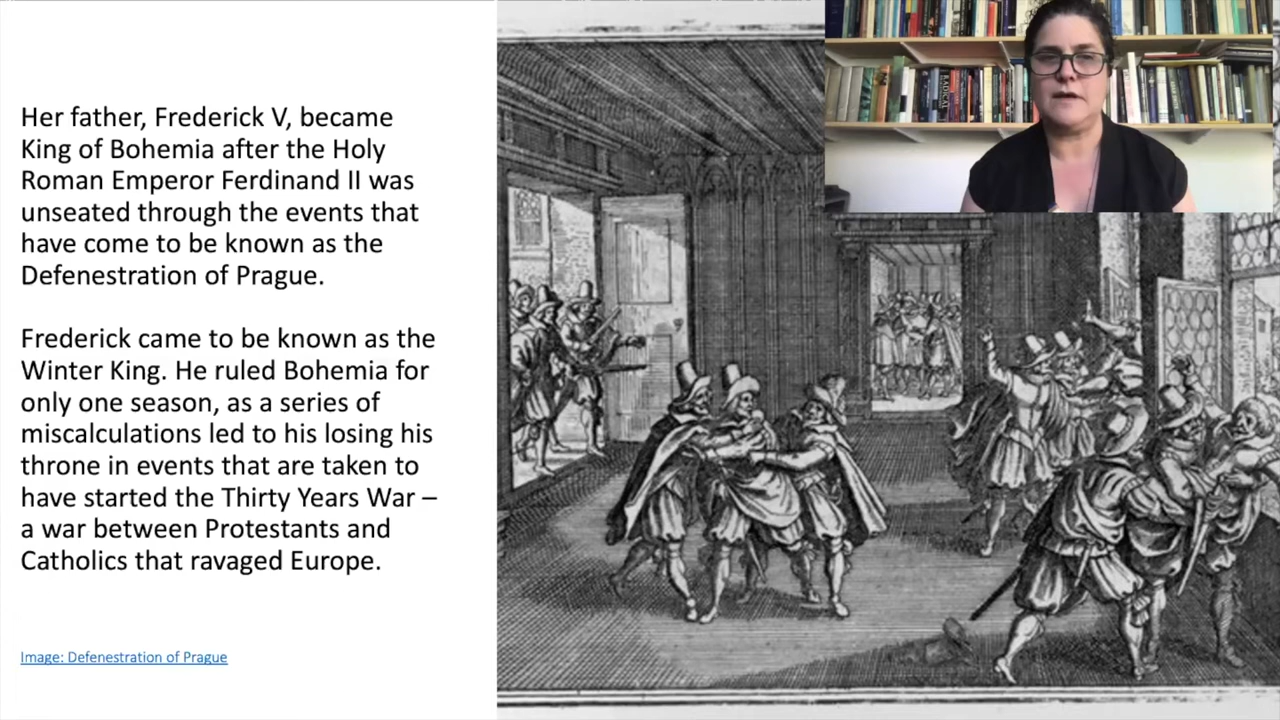 Her father, Frederick V, became
King of Bohemia after the Holy
Roman Emperor Ferdinand II was
unseated through the events that
have come to be known as the
Defenestration of Prague.
Frederick came to be known as the
Winter King. He ruled Bohemia for
only one season, as a series of
miscalculations led to his losing his
throne in events that are taken to
have started the Thirty Years War –
a war between Protestants and
Catholics that ravaged Europe.
Image: Defenestration of Prague
RADICAL